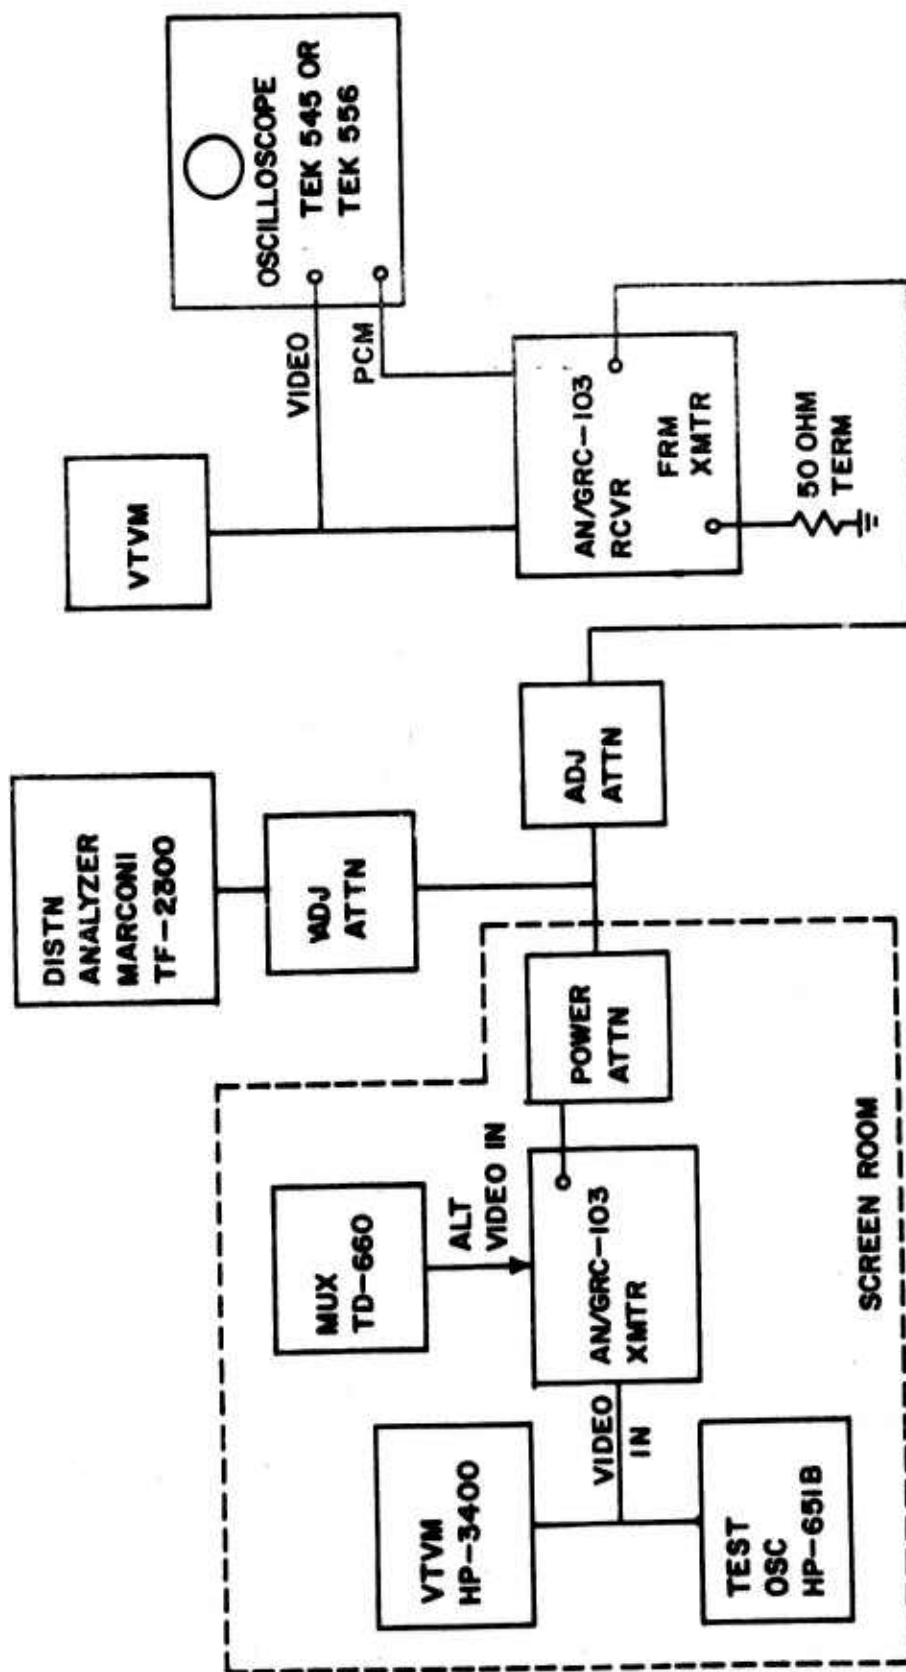 DISTN
ANALYZER
MARCONI
TF-2300
VTVM
OSCILLOSCOPE
TEK 545 OR
TEK 556
VIDEO
PCM
ADJ
ATTN
MUX
TD-660
ALT
VIDEO IN
VTVM
HP-3400
VIDEO
IN
AN/GRC-103
XMTR
POWER
ATTN
ADJ
ATTN
AN/GRC-103
RCVR
FRM
XMTR
50 OHM
TERM
TEST
OSC
HP-651B
SCREEN ROOM